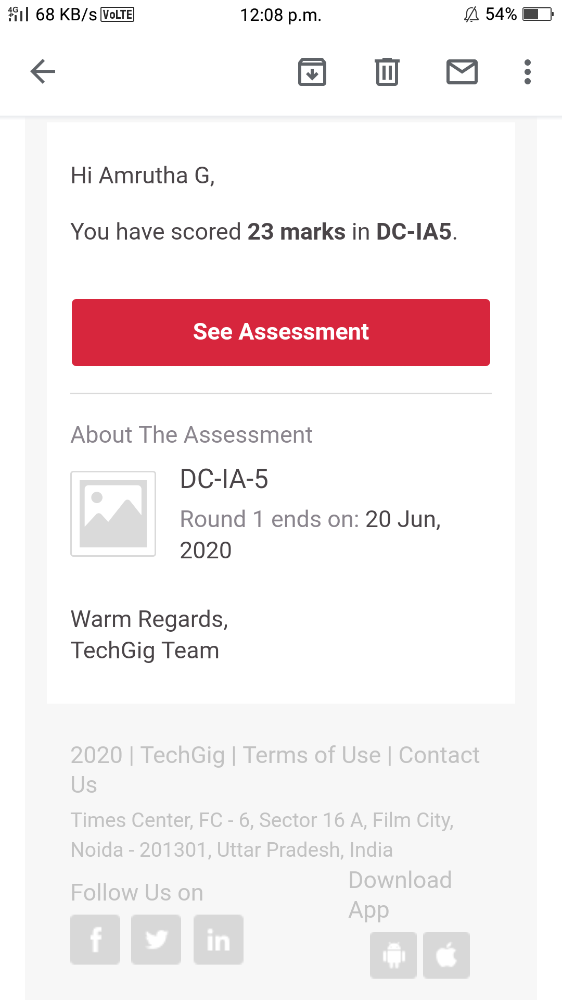 4G 68 KB/s VoLTE 12:08 p.m. 54%
Hi Amrutha G,
You have scored 23 marks in DC-IA5.
See Assessment
About The Assessment
DC-IA-5
Round 1 ends on: 20 Jun,
2020
Warm Regards,
TechGig Team
2020 | TechGig | Terms of Use | Contact
Us
Times Center, FC - 6, Sector 16 A, Film City,
Noida - 201301, Uttar Pradesh, India
Follow Us on
Download
App
f
in